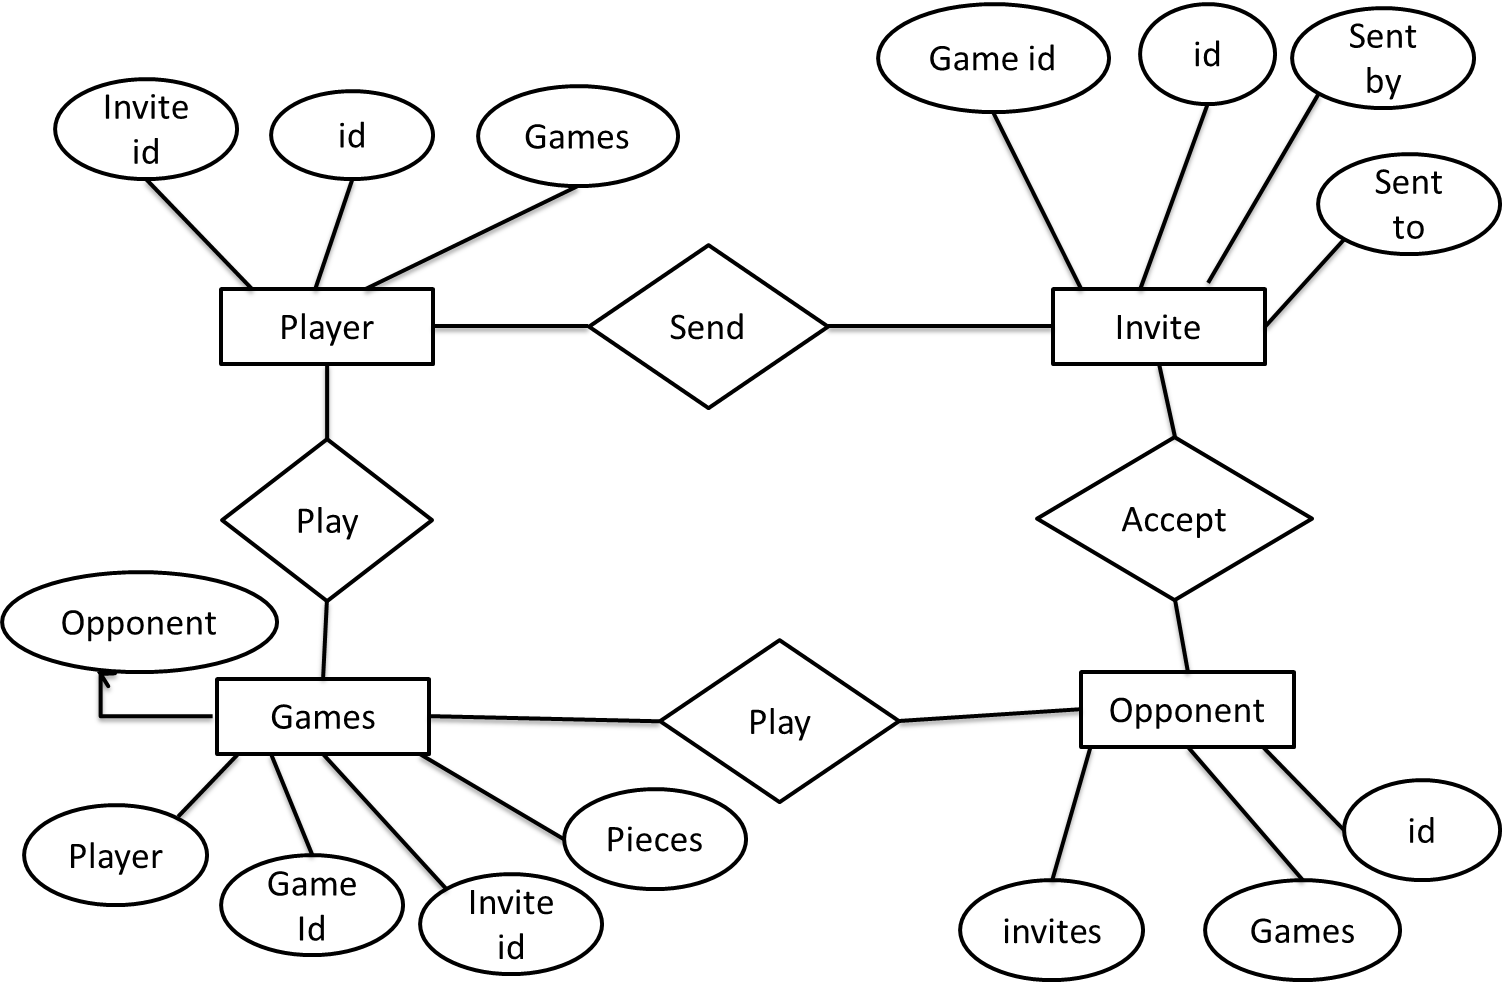 Game id
id
Sent
by
Invite
id
id
Games
Sent
to
Player
Send
Invite
Play
Accept
Opponent
Games
Play
Opponent
Player
Game
Id
Invite
id
Pieces
invites
Games
id